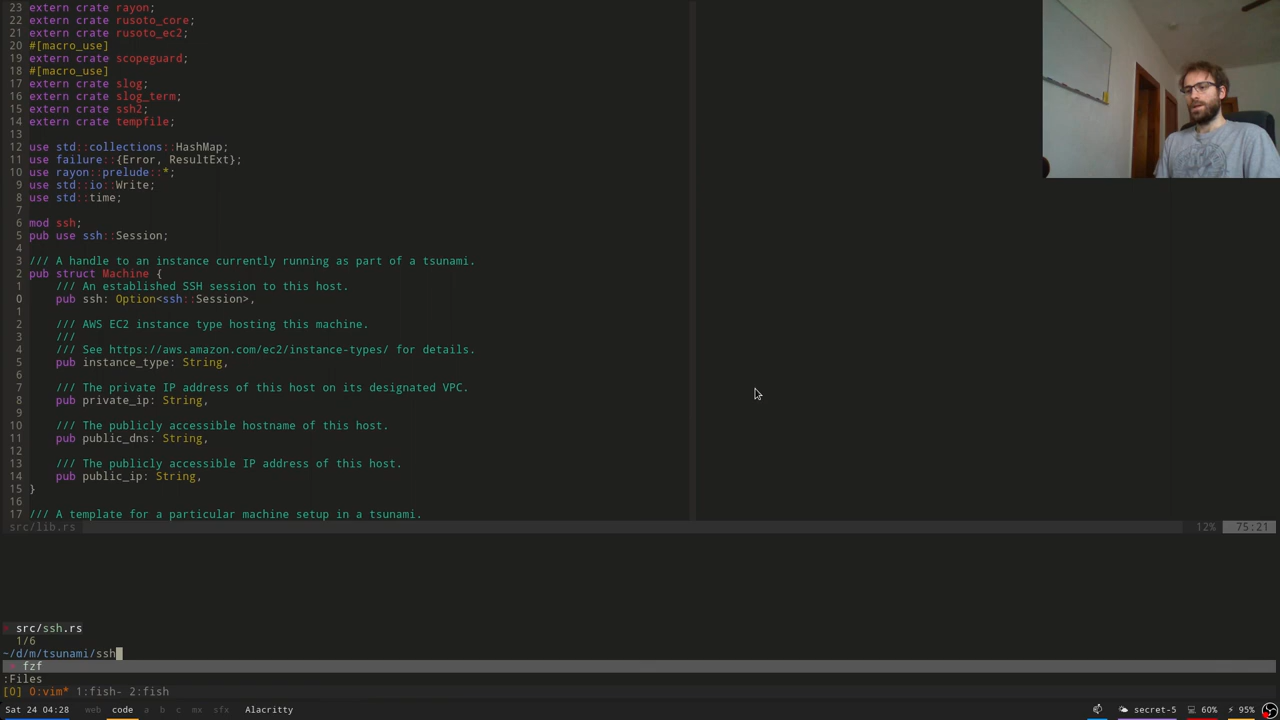 23 extern crate rayon;
22 extern crate rusoto_core;
21 extern crate rusoto_ec2;
20 #[macro_use]
19 extern crate scopeguard;
18 #[macro_use]
17 extern crate slog;
16 extern crate slog_term;
15 extern crate ssh2;
14 extern crate tempfile;
13
12 use std::collections::HashMap;
11 use failure::{Error, ResultExt};
10 use rayon::prelude::*;
9 use std::io::Write;
8 use std::time;
7
6 mod ssh;
5 pub use ssh::Session;
4
3 /// A handle to an instance currently running as part of a tsunami.
2 pub struct Machine {
1 /// An established SSH session to this host.
0 pub ssh: Option<ssh::Session>,
1
2 /// AWS EC2 instance type hosting this machine.
3 ///
4 /// See https://aws.amazon.com/ec2/instance-types/ for details.
5 pub instance_type: String,
6
7 /// The private IP address of this host on its designated VPC.
8 pub private_ip: String,
9
10 /// The publicly accessible hostname of this host.
11 pub public_dns: String,
12
13 /// The publicly accessible IP address of this host.
14 pub public_ip: String,
15 }
16
17 /// A template for a particular machine setup in a tsunami.
src/lib.rs 12% 75:21
> src/ssh.rs
1/6
~/d/m/tsunami/ssh
> fzf
:Files
[0] 0:vim* 1:fish- 2:fish
Sat 24 04:28 web code a b c mx sfx Alacritty secret-5 60% 95%